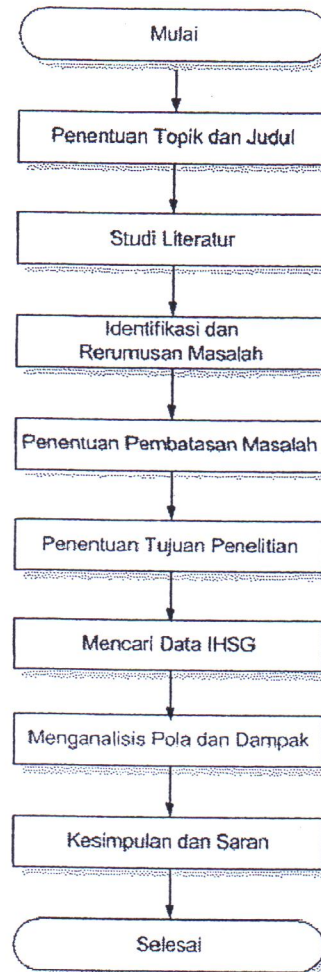 Mulai
Penentuan Topik dan Judul
Studi Literatur
Identifikasi dan
Rerumusan Masalah
Penentuan Pembatasan Masalah
Penentuan Tujuan Penelitian
Mencari Data IHSG
Menganalisis Pola dan Dampak
Kesimpulan dan Saran
Selesai